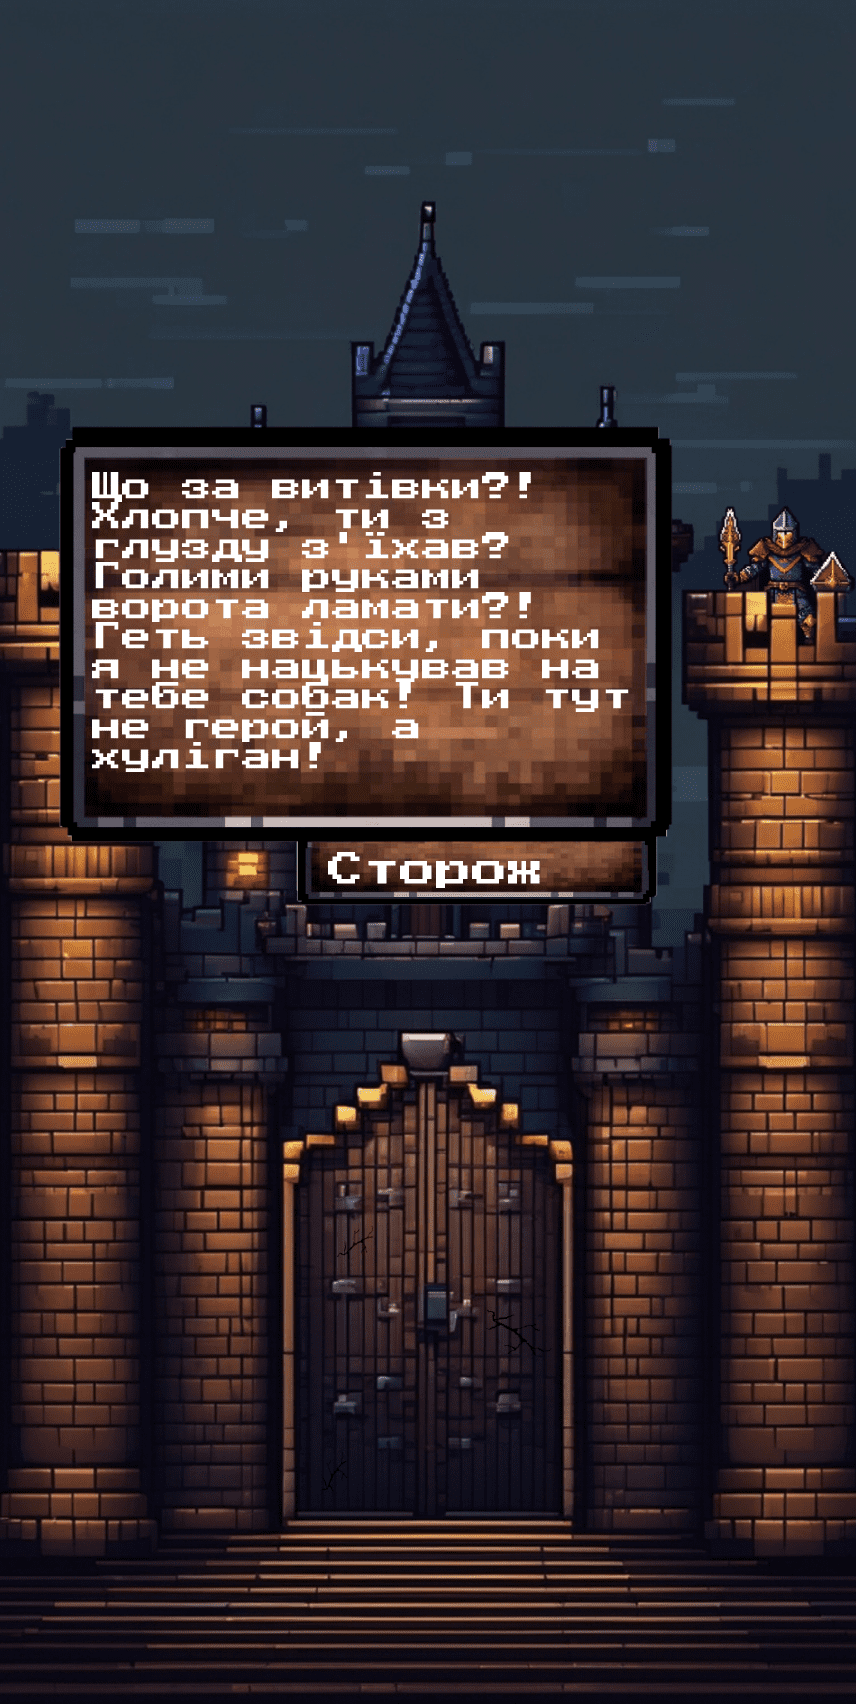 Що за витівки?!
Хлопче, ти з
глузду з'їхав?
Голими руками
ворота ламати?!
Геть звідси, поки
я не нацькував на
тебе собак! Ти тут
не герой, а
хуліган!
Сторож